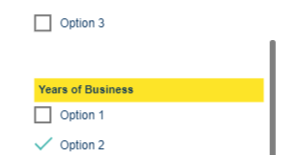 Option 3
Years of Business
Option 1
Option 2